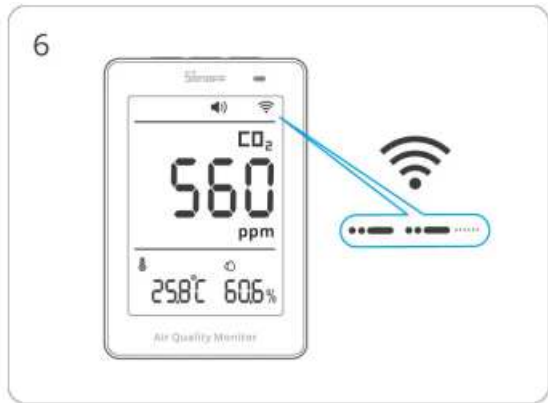 6
SONOFF
CO₂
560
ppm
25.8°C 60.6%
Air Quality Monitor